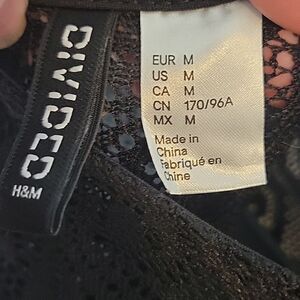 DIVIDED
H&M
EUR M
US M
CA M
CN 170/96A
MX M
Made in
China
Fabriqué en
Chine